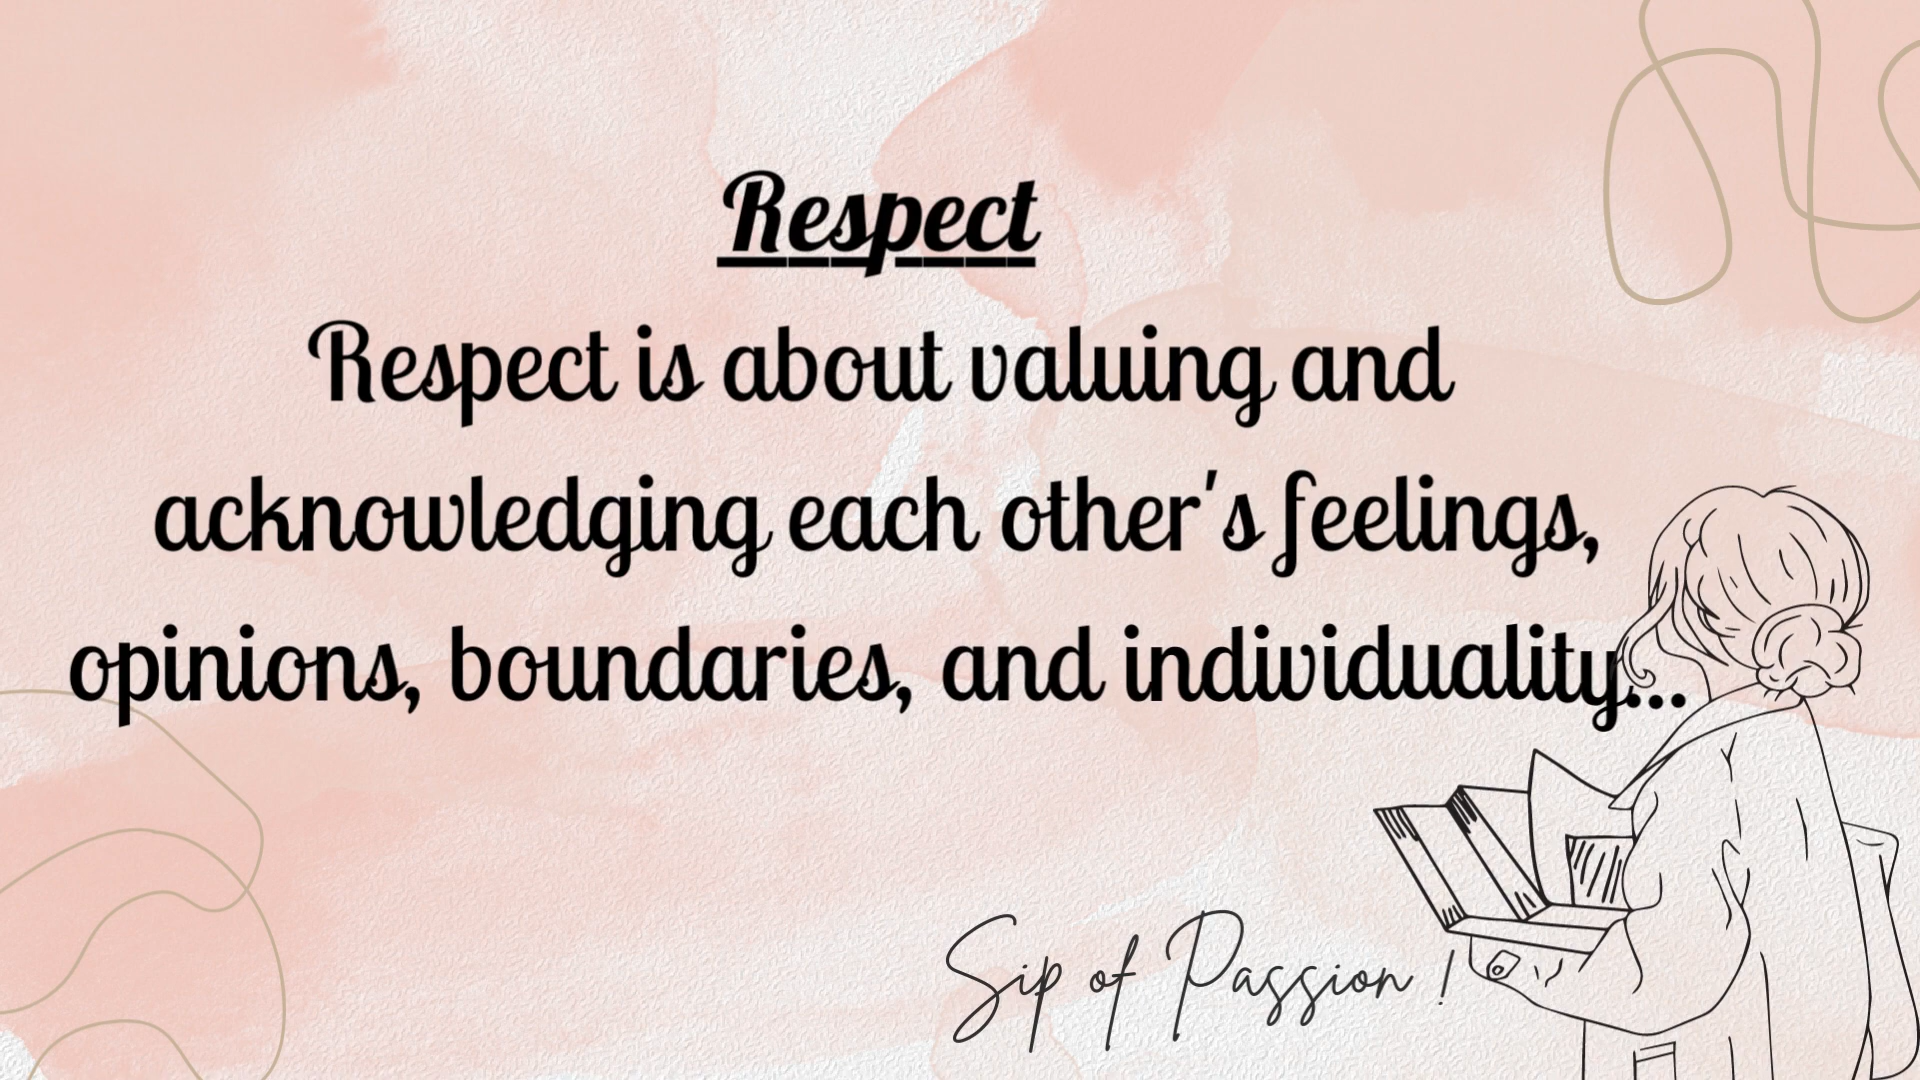 Respect
Respect is about valuing and
acknowledging each other's feelings,
opinions, boundaries, and individuality...
Sip of Passion !